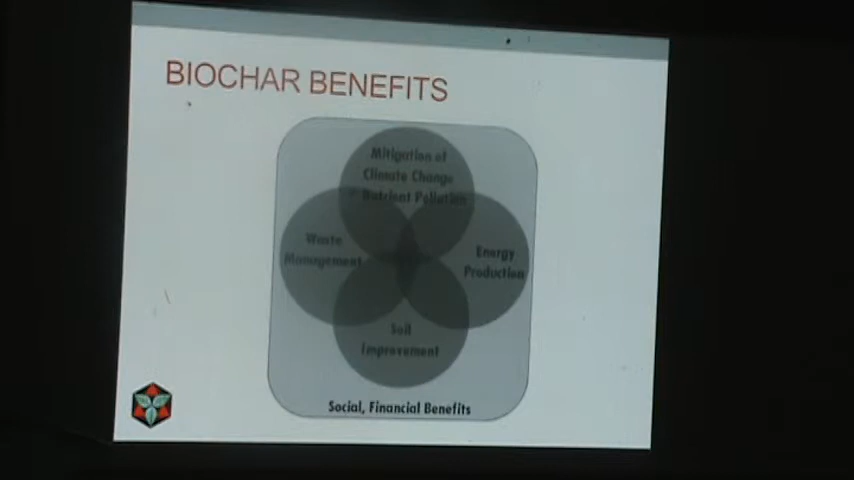 BIOCHAR BENEFITS
Mitigation of
Climate Change
Nutrient Pollution
Waste
Management
Energy
Production
Soil
Improvement
Social, Financial Benefits